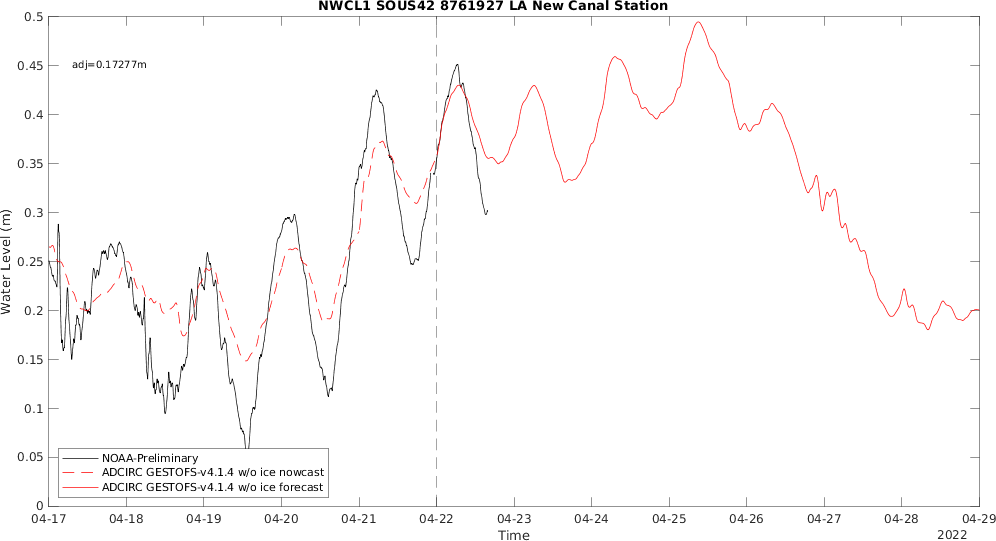 NWCL1 SOUS42 8761927 LA New Canal Station
adj=0.17277m
Water Level (m)
0.5
0.45
0.4
0.35
0.3
0.25
0.2
0.15
0.1
0.05
0
NOAA-Preliminary
ADCIRC GESTOFS-v4.1.4 w/o ice nowcast
ADCIRC GESTOFS-v4.1.4 w/o ice forecast
04-17 04-18 04-19 04-20 04-21 04-22 04-23 04-24 04-25 04-26 04-27 04-28 04-29
Time
2022